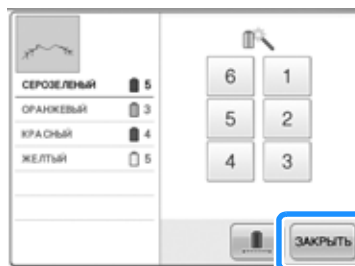 СЕРОЗЕЛЕНЫЙ 5
ОРАНЖЕВЫЙ 3
КРАСНЫЙ 4
ЖЕЛТЫЙ 5
6 1
5 2
4 3
ЗАКРЫТЬ